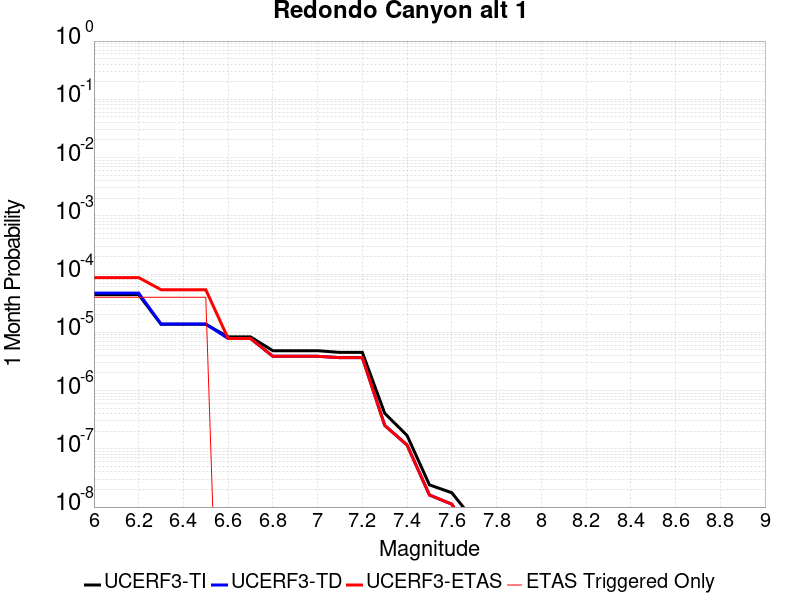 Redondo Canyon alt 1
1 Month Probability
10^0
10^-1
10^-2
10^-3
10^-4
10^-5
10^-6
10^-7
10^-8
6 6.2 6.4 6.6 6.8 7 7.2 7.4 7.6 7.8 8 8.2 8.4 8.6 8.8 9
Magnitude
UCERF3-TI UCERF3-TD UCERF3-ETAS ETAS Triggered Only